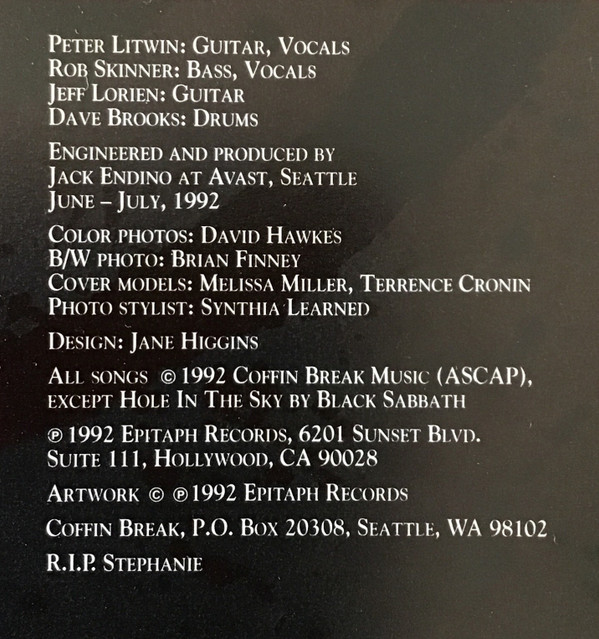 Peter Litwin: Guitar, Vocals
Rob Skinner: Bass, Vocals
Jeff Lorien: Guitar
Dave Brooks: Drums
Engineered and produced by
Jack Endino at Avast, Seattle
June – July, 1992
Color photos: David Hawkes
B/W photo: Brian Finney
Cover models: Melissa Miller, Terrence Cronin
Photo stylist: Synthia Learned
Design: Jane Higgins
All songs © 1992 Coffin Break Music (ASCAP),
except Hole In The Sky by Black Sabbath
℗ 1992 Epitaph Records, 6201 Sunset Blvd.
Suite 111, Hollywood, CA 90028
Artwork © ℗ 1992 Epitaph Records
Coffin Break, P.O. Box 20308, Seattle, WA 98102
R.I.P. Stephanie